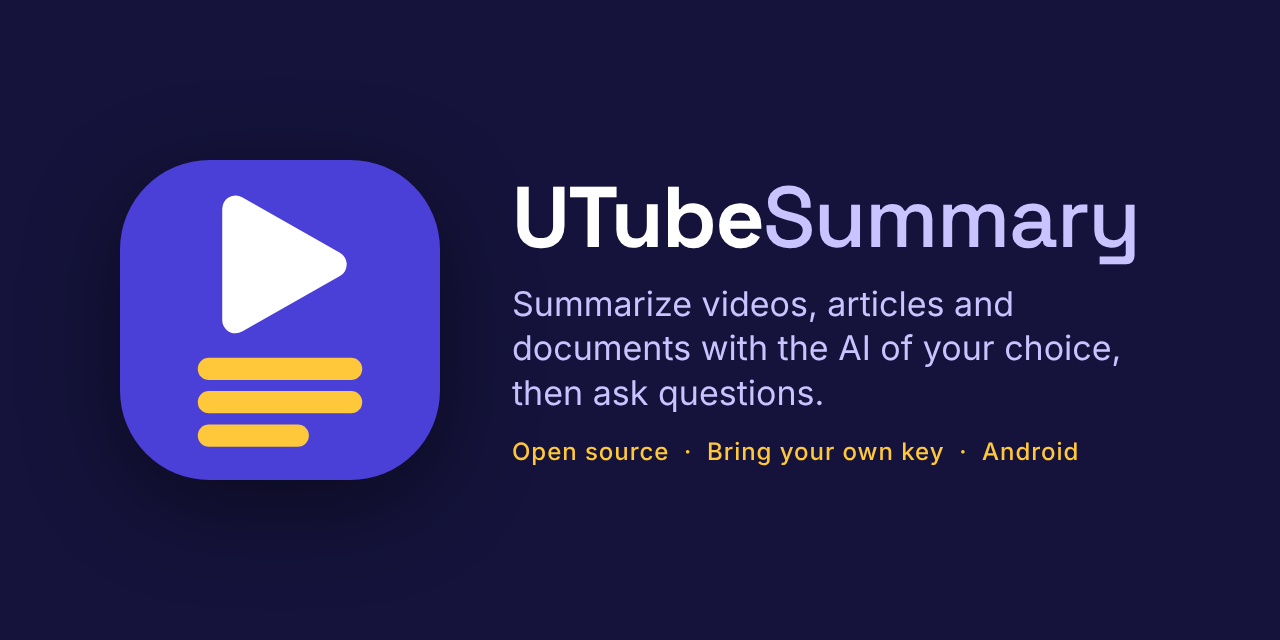 UTubeSummary
Summarize videos, articles and
documents with the AI of your choice,
then ask questions.
Open source · Bring your own key · Android